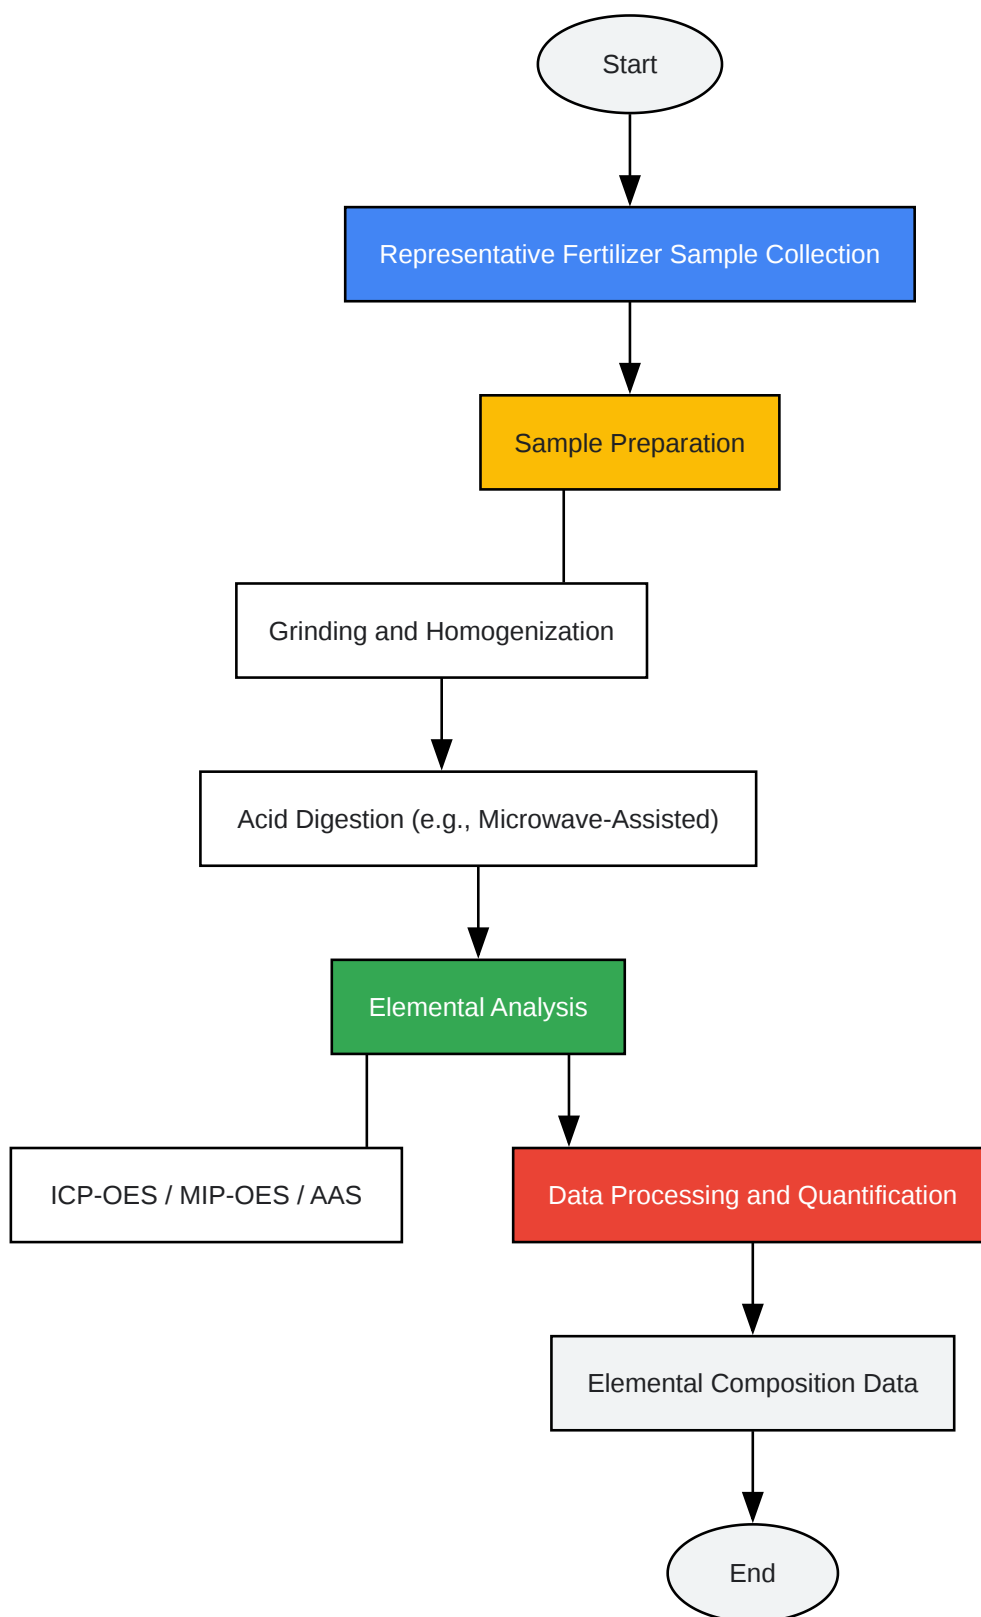 Start
Representative Fertilizer Sample Collection
Sample Preparation
Grinding and Homogenization
Acid Digestion (e.g., Microwave-Assisted)
Elemental Analysis
ICP-OES / MIP-OES / AAS
Data Processing and Quantification
Elemental Composition Data
End